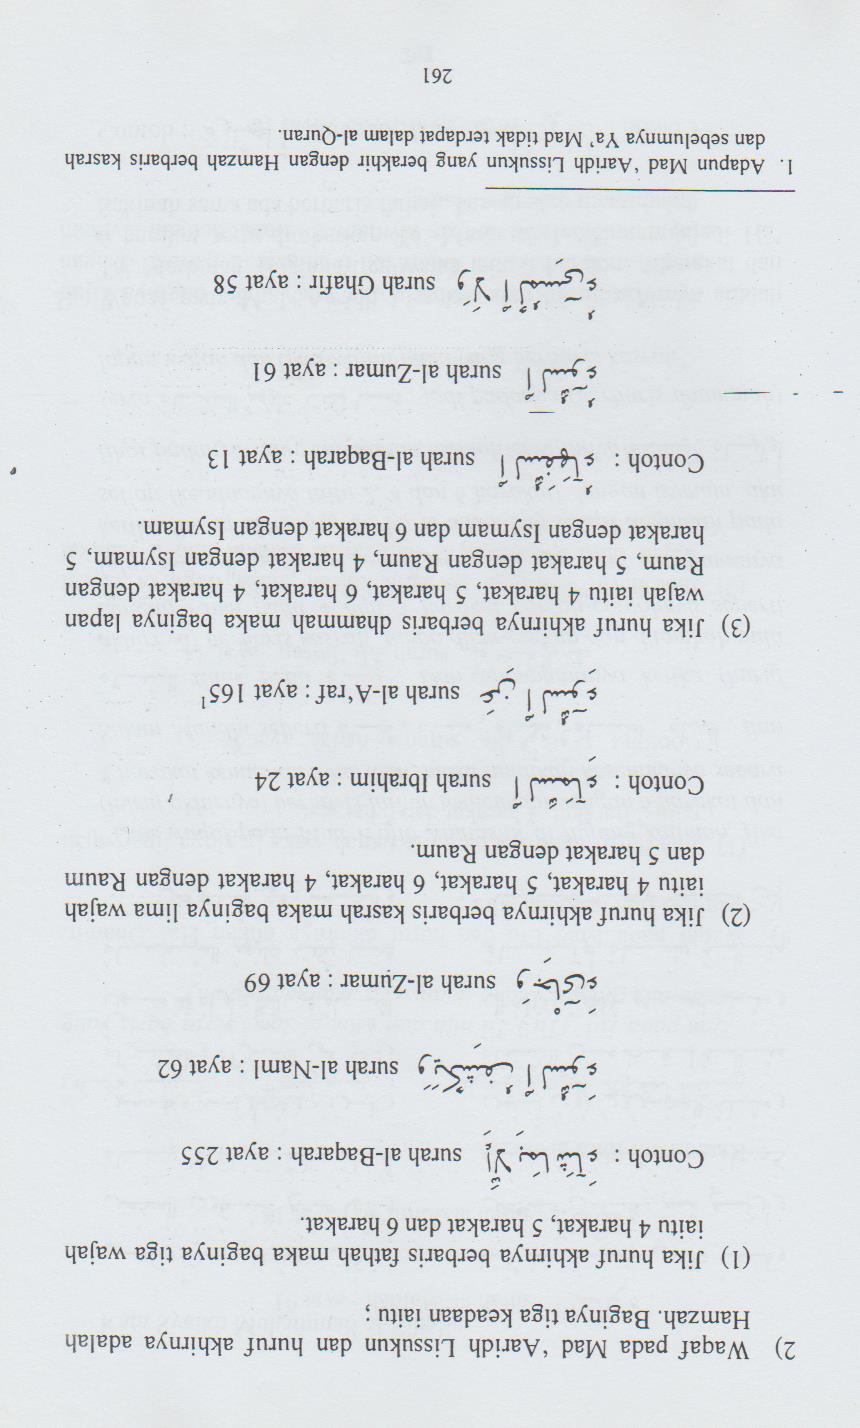 2) Waqaf pada Mad ‘Aaridh Lissukun dan huruf akhirnya adalah
Hamzah. Baginya tiga keadaan iaitu ;
(1) Jika huruf akhirnya berbaris fathah maka baginya tiga wajah
iaitu 4 harakat, 5 harakat dan 6 harakat.
Contoh : إِلَّا بِمَا شَآءَ surah al-Baqarah : ayat 255
وَيَكْشِفُ ٱلسُّوٓءَ surah al-Naml : ayat 62
وَجِاْىٓءَ surah al-Zumar : ayat 69
(2) Jika huruf akhirnya berbaris kasrah maka baginya lima wajah
iaitu 4 harakat, 5 harakat, 6 harakat, 4 harakat dengan Raum
dan 5 harakat dengan Raum.
Contoh : ٱلسَّمَآءِ surah Ibrahim : ayat 24
عَنِ ٱلسُّوٓءِ surah al-A‘raf : ayat 165¹
(3) Jika huruf akhirnya berbaris dhammah maka baginya lapan
wajah iaitu 4 harakat, 5 harakat, 6 harakat, 4 harakat dengan
Raum, 5 harakat dengan Raum, 4 harakat dengan Isymam, 5
harakat dengan Isymam dan 6 harakat dengan Isymam.
Contoh : ٱلسُّفَهَآءُ surah al-Baqarah : ayat 13
ٱلسُّوٓءُ surah al-Zumar : ayat 61
وَلَا ٱلْمُسِىٓءُ surah Ghafir : ayat 58
1. Adapun Mad ‘Aaridh Lissukun yang berakhir dengan Hamzah berbaris kasrah
dan sebelumnya Ya’ Mad tidak terdapat dalam al-Quran.
261